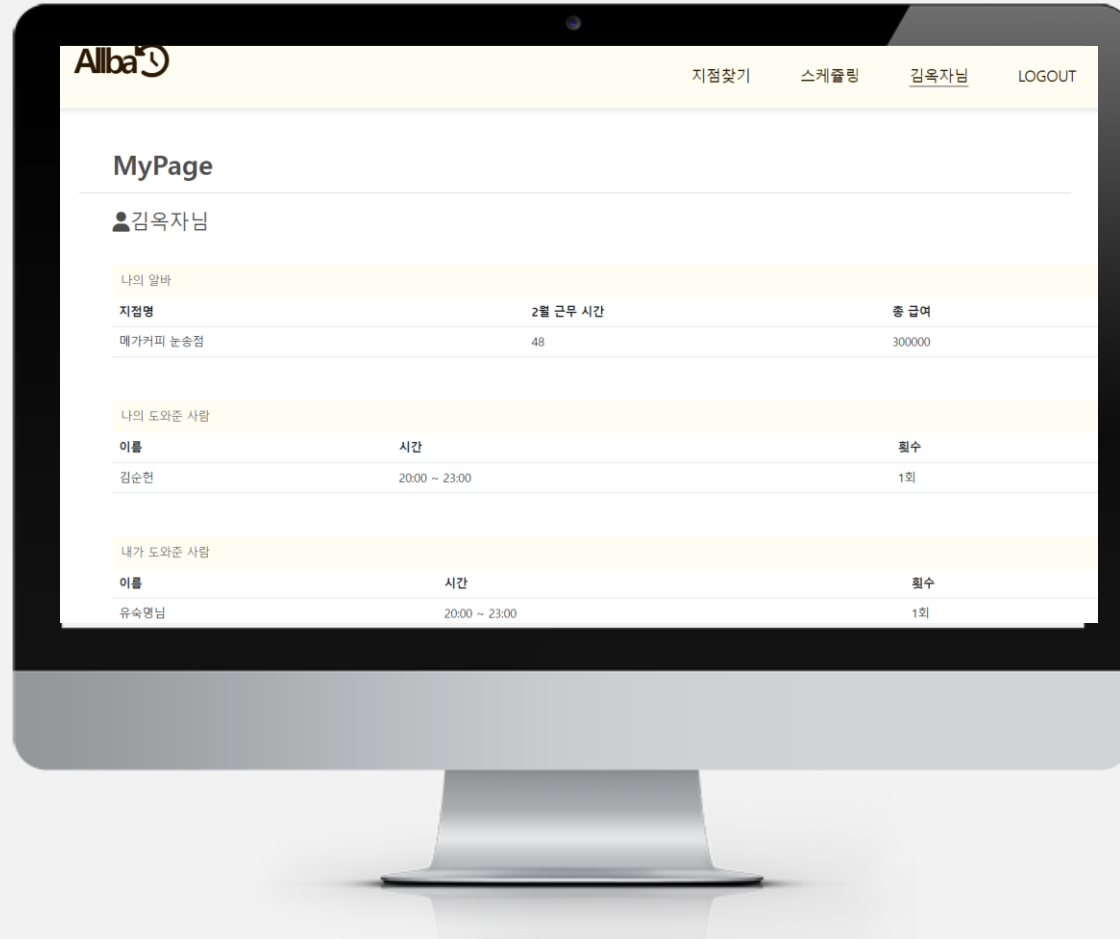 Allba
지점찾기 스케쥴링 김옥자님 LOGOUT
MyPage
김옥자님
나의 알바
지점명 2월 근무 시간 총 급여
메가커피 눈송점 48 300000
나의 도와준 사람
이름 시간 횟수
김순헌 20:00 ~ 23:00 1회
내가 도와준 사람
이름 시간 횟수
유숙명님 20:00 ~ 23:00 1회